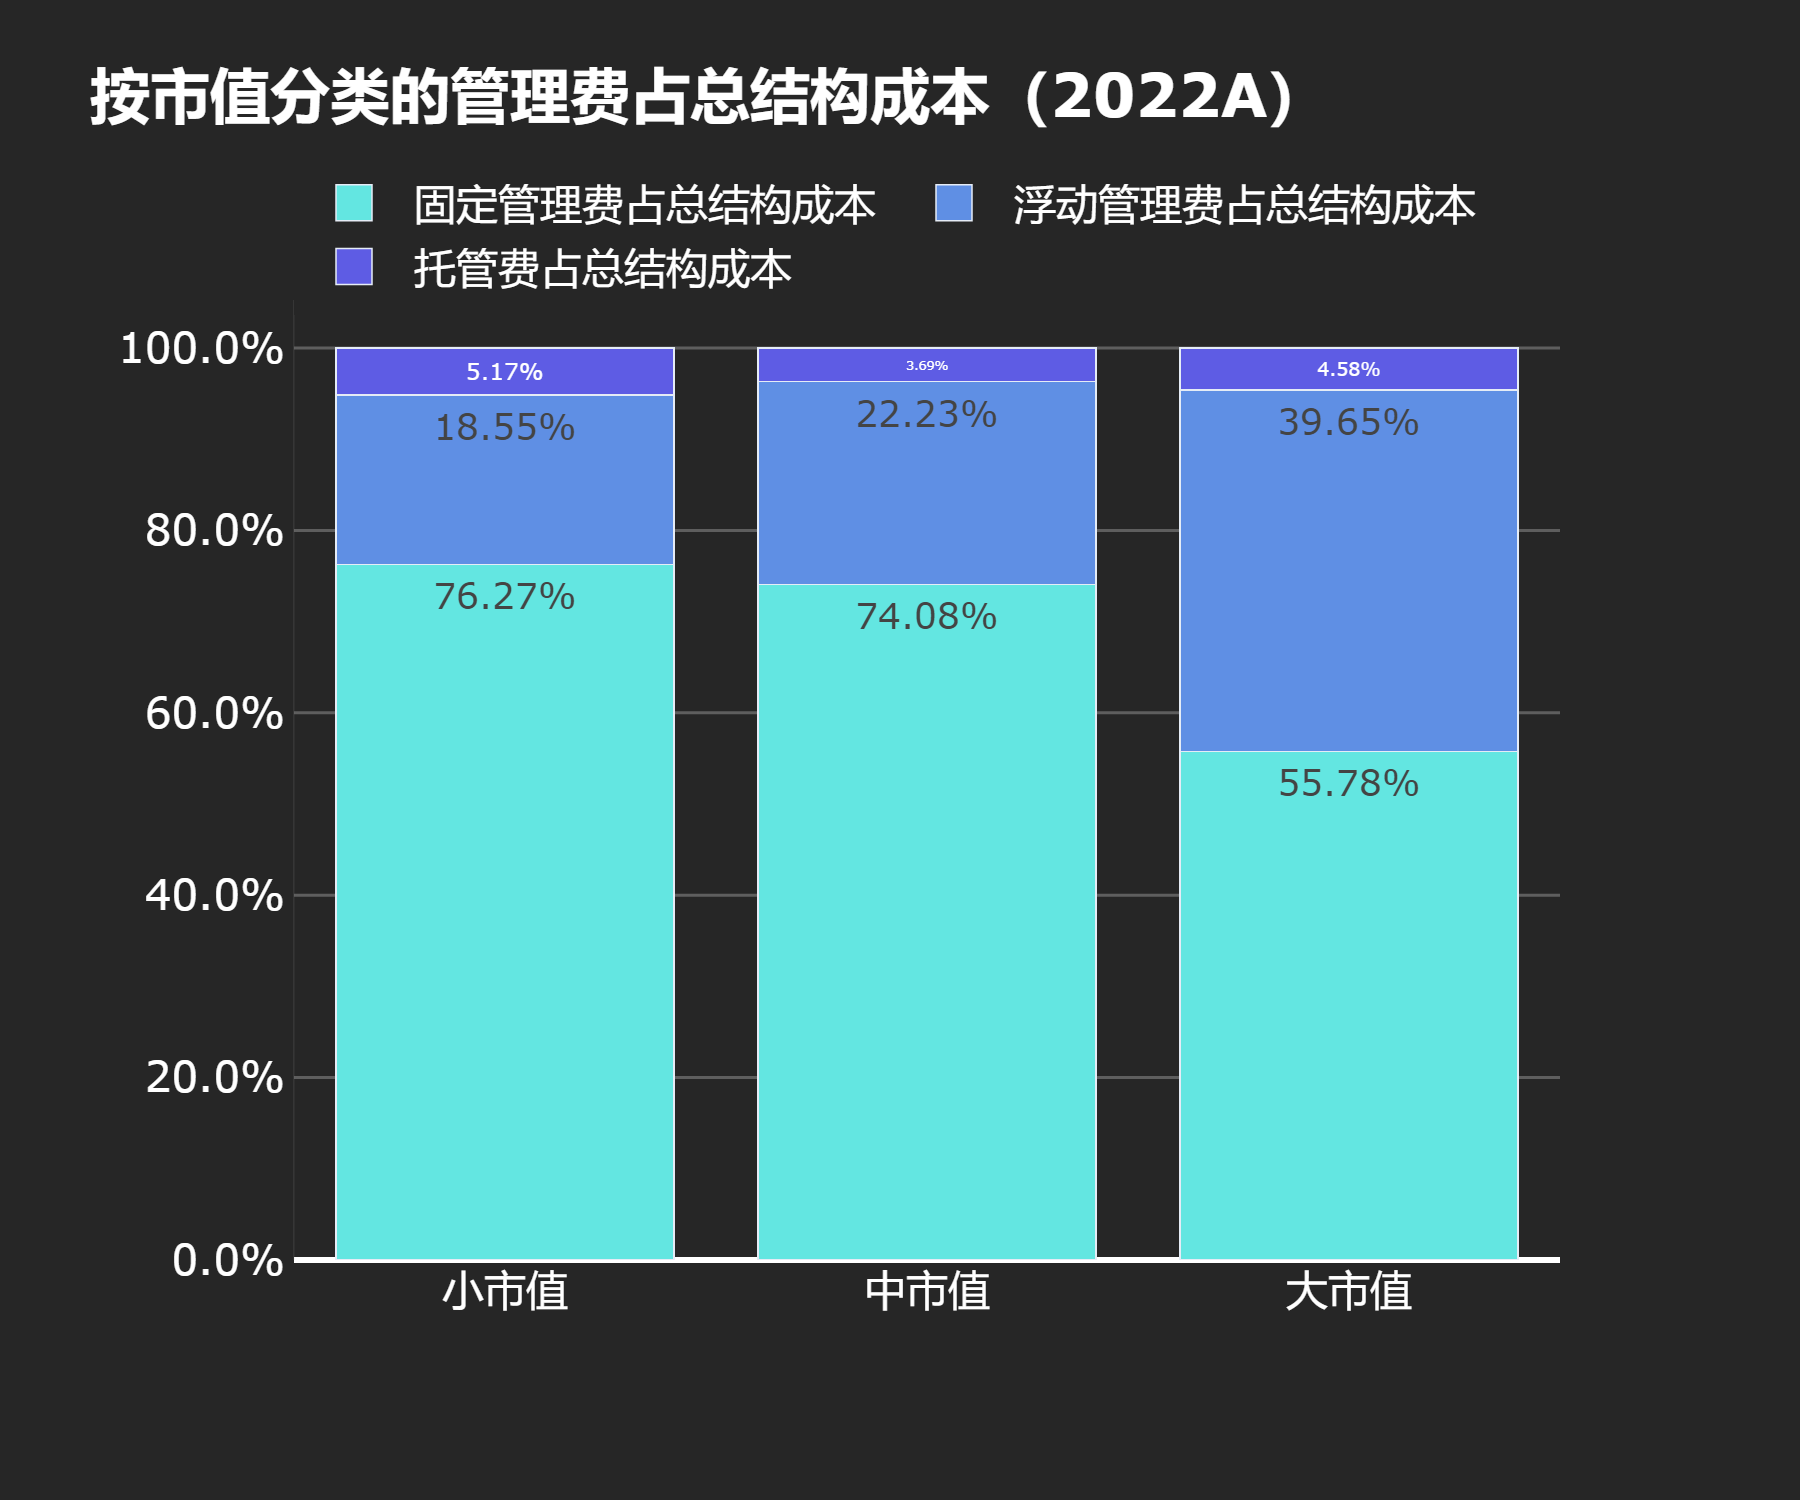 按市值分类的管理费占总结构成本（2022A）
固定管理费占总结构成本 浮动管理费占总结构成本
托管费占总结构成本
100.0%
80.0%
60.0%
40.0%
20.0%
0.0%
5.17% 3.69% 4.58%
18.55% 22.23% 39.65%
76.27% 74.08% 55.78%
小市值 中市值 大市值